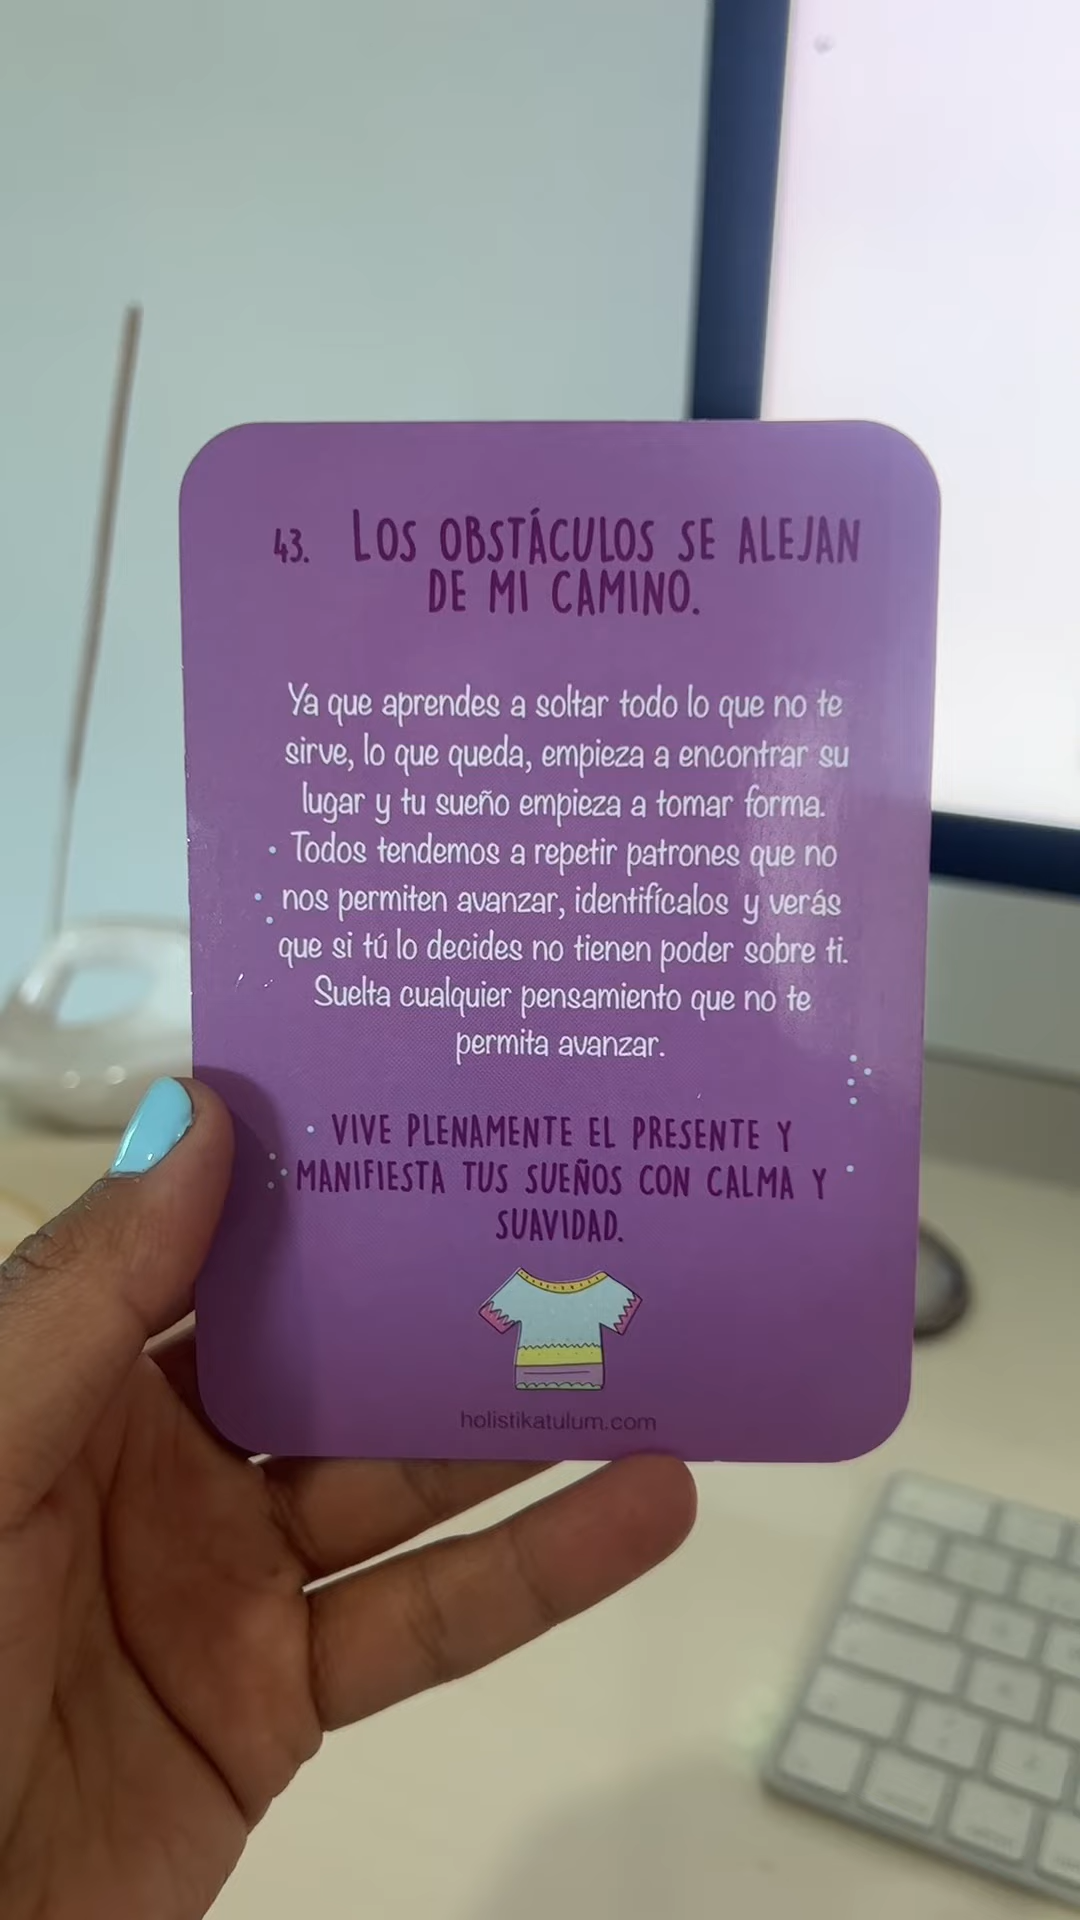 43. LOS OBSTÁCULOS SE ALEJAN
DE MI CAMINO.
Ya que aprendes a soltar todo lo que no te
sirve, lo que queda, empieza a encontrar su
lugar y tu sueño empieza a tomar forma.
Todos tendemos a repetir patrones que no
nos permiten avanzar, identifícalos y verás
que si tú lo decides no tienen poder sobre ti.
Suelta cualquier pensamiento que no te
permita avanzar.
VIVE PLENAMENTE EL PRESENTE Y
MANIFIESTA TUS SUEÑOS CON CALMA Y
SUAVIDAD.
holistikatulum.com